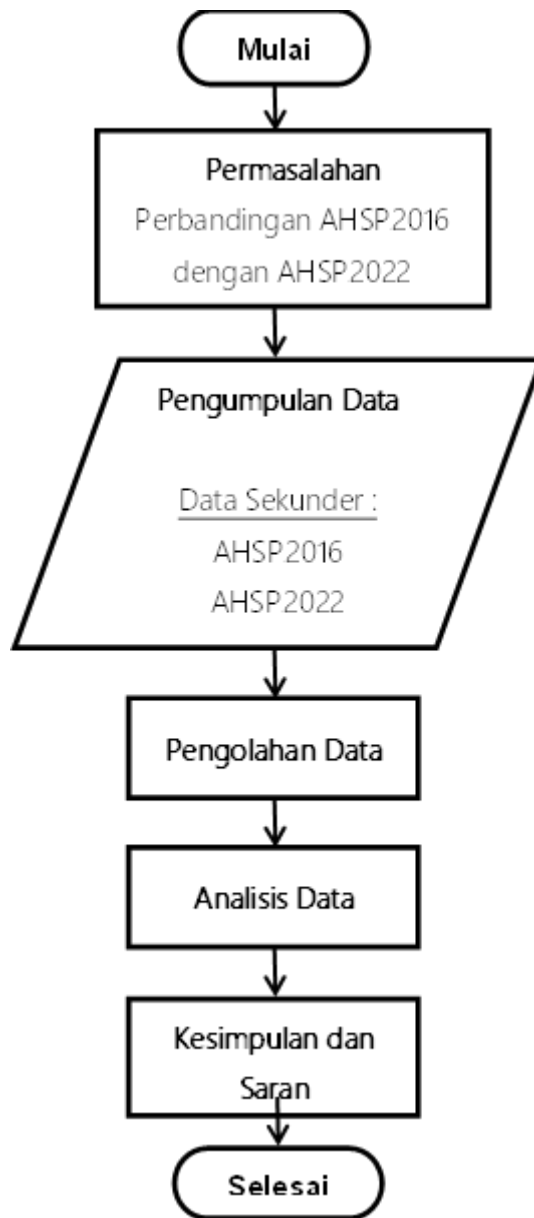 Mulai
Permasalahan
Perbandingan AHSP2016
dengan AHSP2022
Pengumpulan Data
Data Sekunder :
AHSP2016
AHSP2022
Pengolahan Data
Analisis Data
Kesimpulan dan
Saran
Selesai